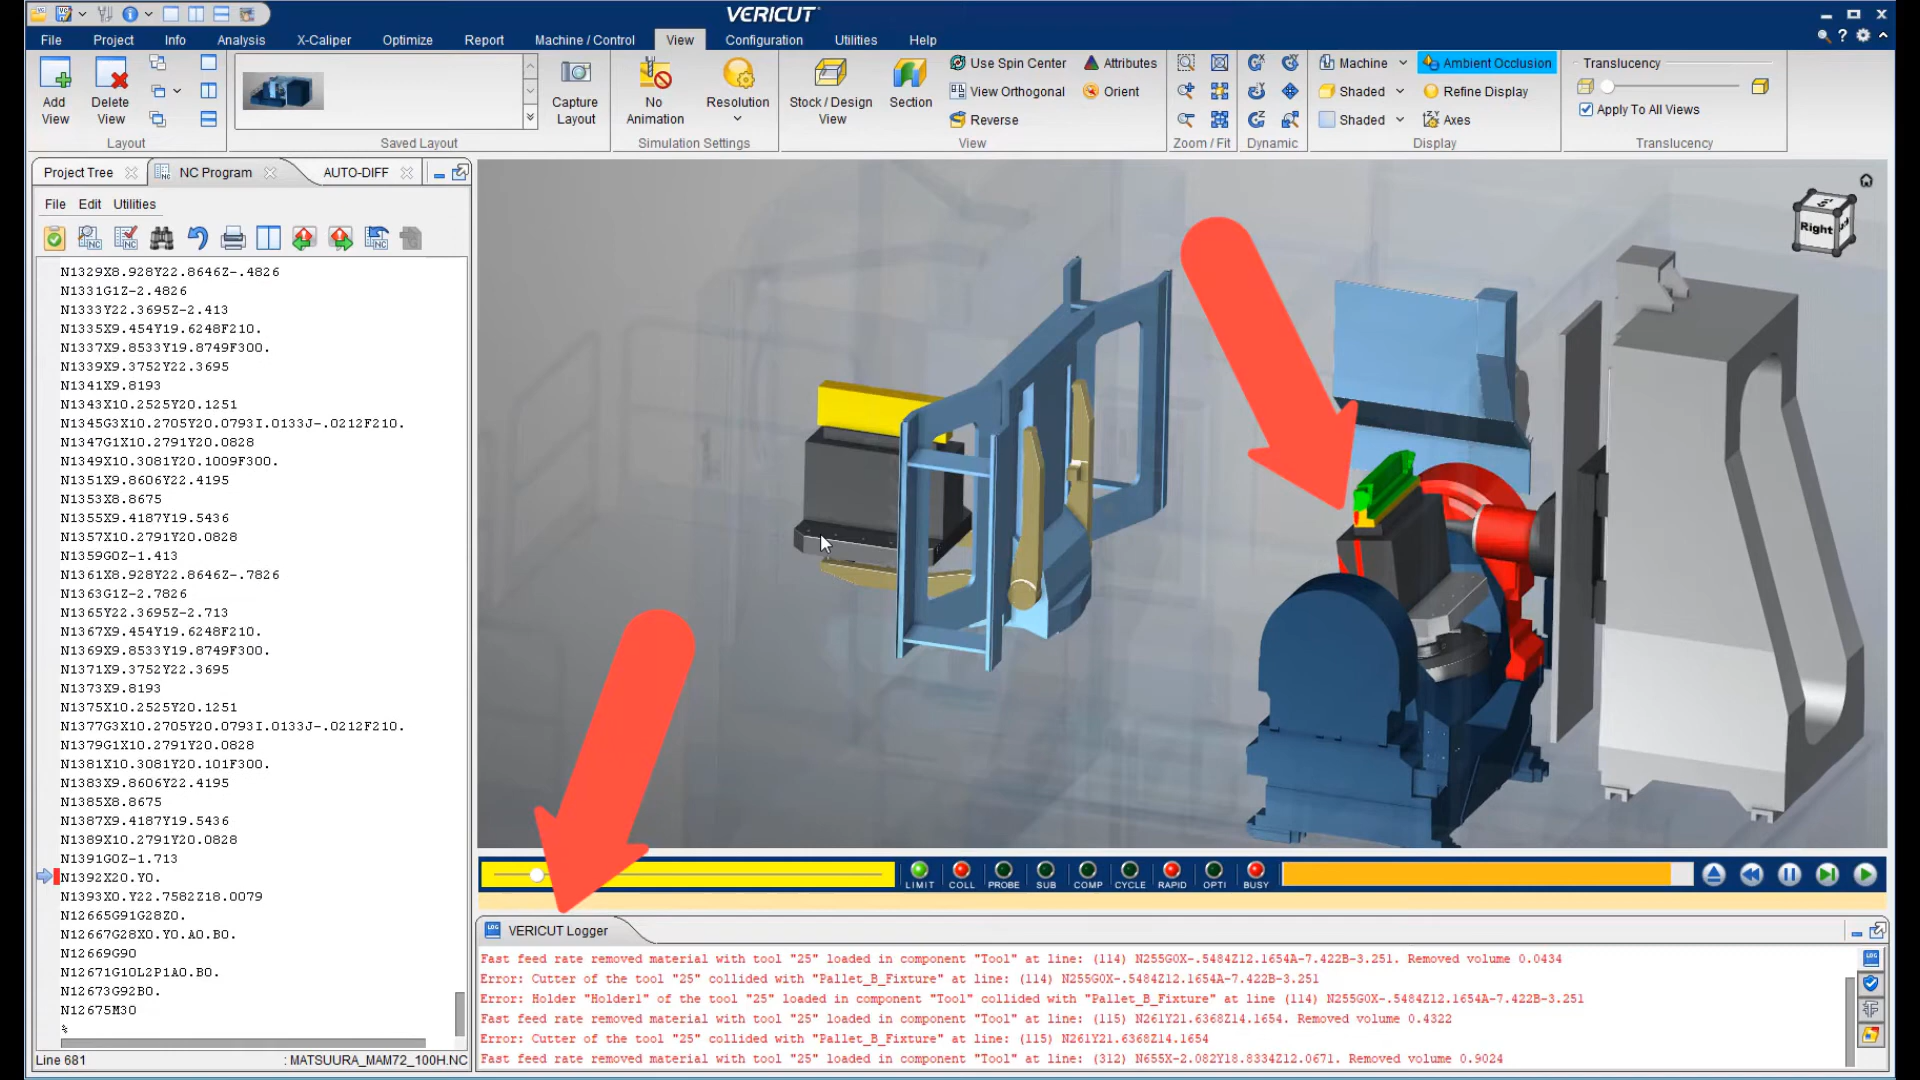 VERICUT
File Project Info Analysis X-Caliper Optimize Report Machine / Control View Configuration Utilities Help
Add View
Delete View
Layout
Saved Layout
Capture Layout
No Animation
Resolution
Simulation Settings
Stock / Design View
Section
Use Spin Center
Attributes
View Orthogonal
Orient
Reverse
View
Zoom / Fit
Dynamic
Machine
Ambient Occlusion
Shaded
Refine Display
Shaded
Axes
Display
Translucency
Apply To All Views
Translucency
Project Tree
NC Program
AUTO-DIFF
File Edit Utilities
N1329X8.928Y22.8646Z-.4826
N1331G1Z-2.4826
N1333Y22.3695Z-2.413
N1335X9.454Y19.6248F210.
N1337X9.8533Y19.8749F300.
N1339X9.3752Y22.3695
N1341X9.8193
N1343X10.2525Y20.1251
N1345G3X10.2705Y20.0793I.0133J-.0212F210.
N1347G1X10.2791Y20.0828
N1349X10.3081Y20.1009F300.
N1351X9.8606Y22.4195
N1353X8.8675
N1355X9.4187Y19.5436
N1357X10.2791Y20.0828
N1359G0Z-1.413
N1361X8.928Y22.8646Z-.7826
N1363G1Z-2.7826
N1365Y22.3695Z-2.713
N1367X9.454Y19.6248F210.
N1369X9.8533Y19.8749F300.
N1371X9.3752Y22.3695
N1373X9.8193
N1375X10.2525Y20.1251
N1377G3X10.2705Y20.0793I.0133J-.0212F210.
N1379G1X10.2791Y20.0828
N1381X10.3081Y20.101F300.
N1383X9.8606Y22.4195
N1385X8.8675
N1387X9.4187Y19.5436
N1389X10.2791Y20.0828
N1391G0Z-1.713
N1392X20.Y0.
N1393X0.Y22.7582Z18.0079
N12665G91G28Z0.
N12667G28X0.Y0.A0.B0.
N12669G90
N12671G10L2P1A0.B0.
N12673G92B0.
N12675M30
%
Line 681
: MATSUURA_MAM72_100H.NC
Right
LIMIT COLL PROBE SUB COMP CYCLE RAPID OPTI BUSY
LOG
VERICUT Logger
Fast feed rate removed material with tool "25" loaded in component "Tool" at line: (114) N255G0X-.5484Z12.1654A-7.422B-3.251. Removed volume 0.0434
Error: Cutter of the tool "25" collided with "Pallet_B_Fixture" at line: (114) N255G0X-.5484Z12.1654A-7.422B-3.251
Error: Holder "Holder1" of the tool "25" loaded in component "Tool" collided with "Pallet_B_Fixture" at line (114) N255G0X-.5484Z12.1654A-7.422B-3.251
Fast feed rate removed material with tool "25" loaded in component "Tool" at line: (115) N261Y21.6368Z14.1654. Removed volume 0.4322
Error: Cutter of the tool "25" collided with "Pallet_B_Fixture" at line: (115) N261Y21.6368Z14.1654
Fast feed rate removed material with tool "25" loaded in component "Tool" at line: (312) N655X-2.082Y18.8334Z12.0671. Removed volume 0.9024